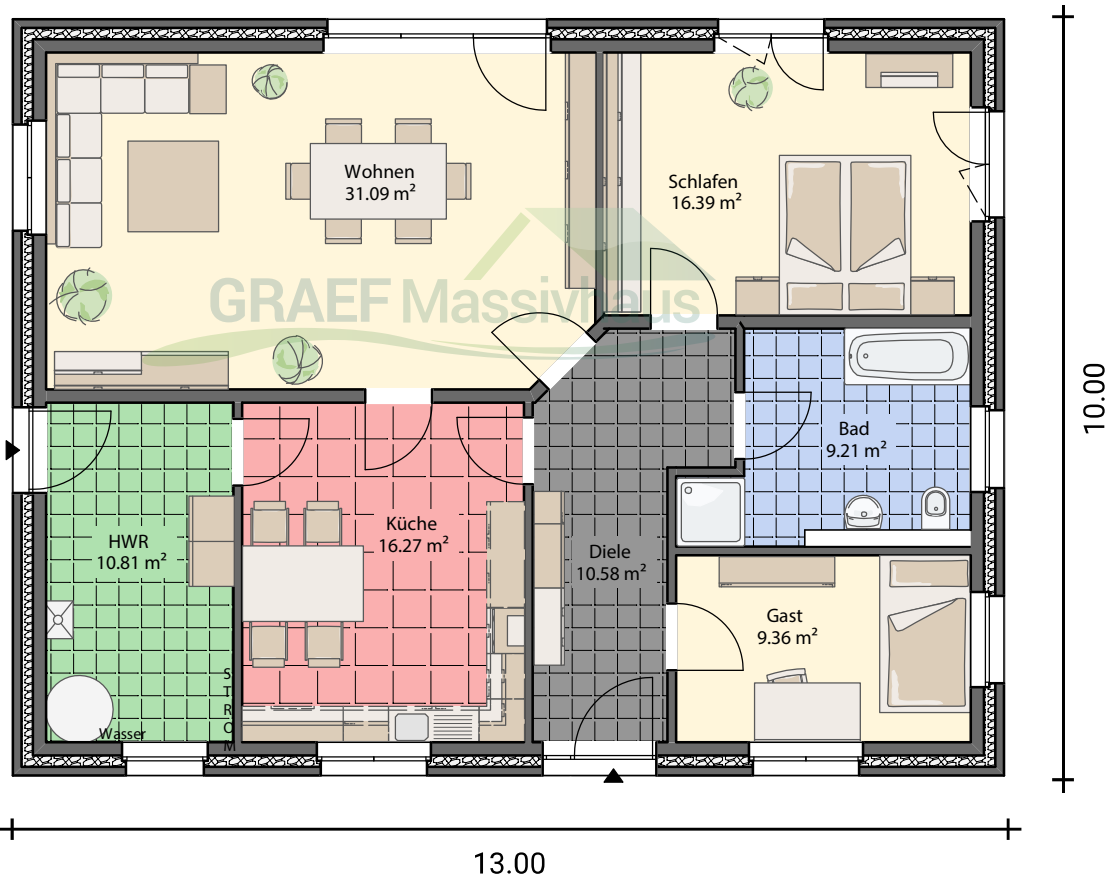 Wohnen
31.09 m²
Schlafen
16.39 m²
GRAEF Massivhaus
10.00
Bad
9.21 m²
Küche
16.27 m²
HWR
10.81 m²
Diele
10.58 m²
Gast
9.36 m²
STROM
Wasser
13.00